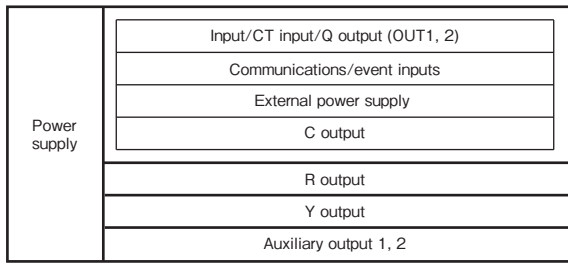 Power
supply
Input/CT input/Q output (OUT1, 2)
Communications/event inputs
External power supply
C output
R output
Y output
Auxiliary output 1, 2